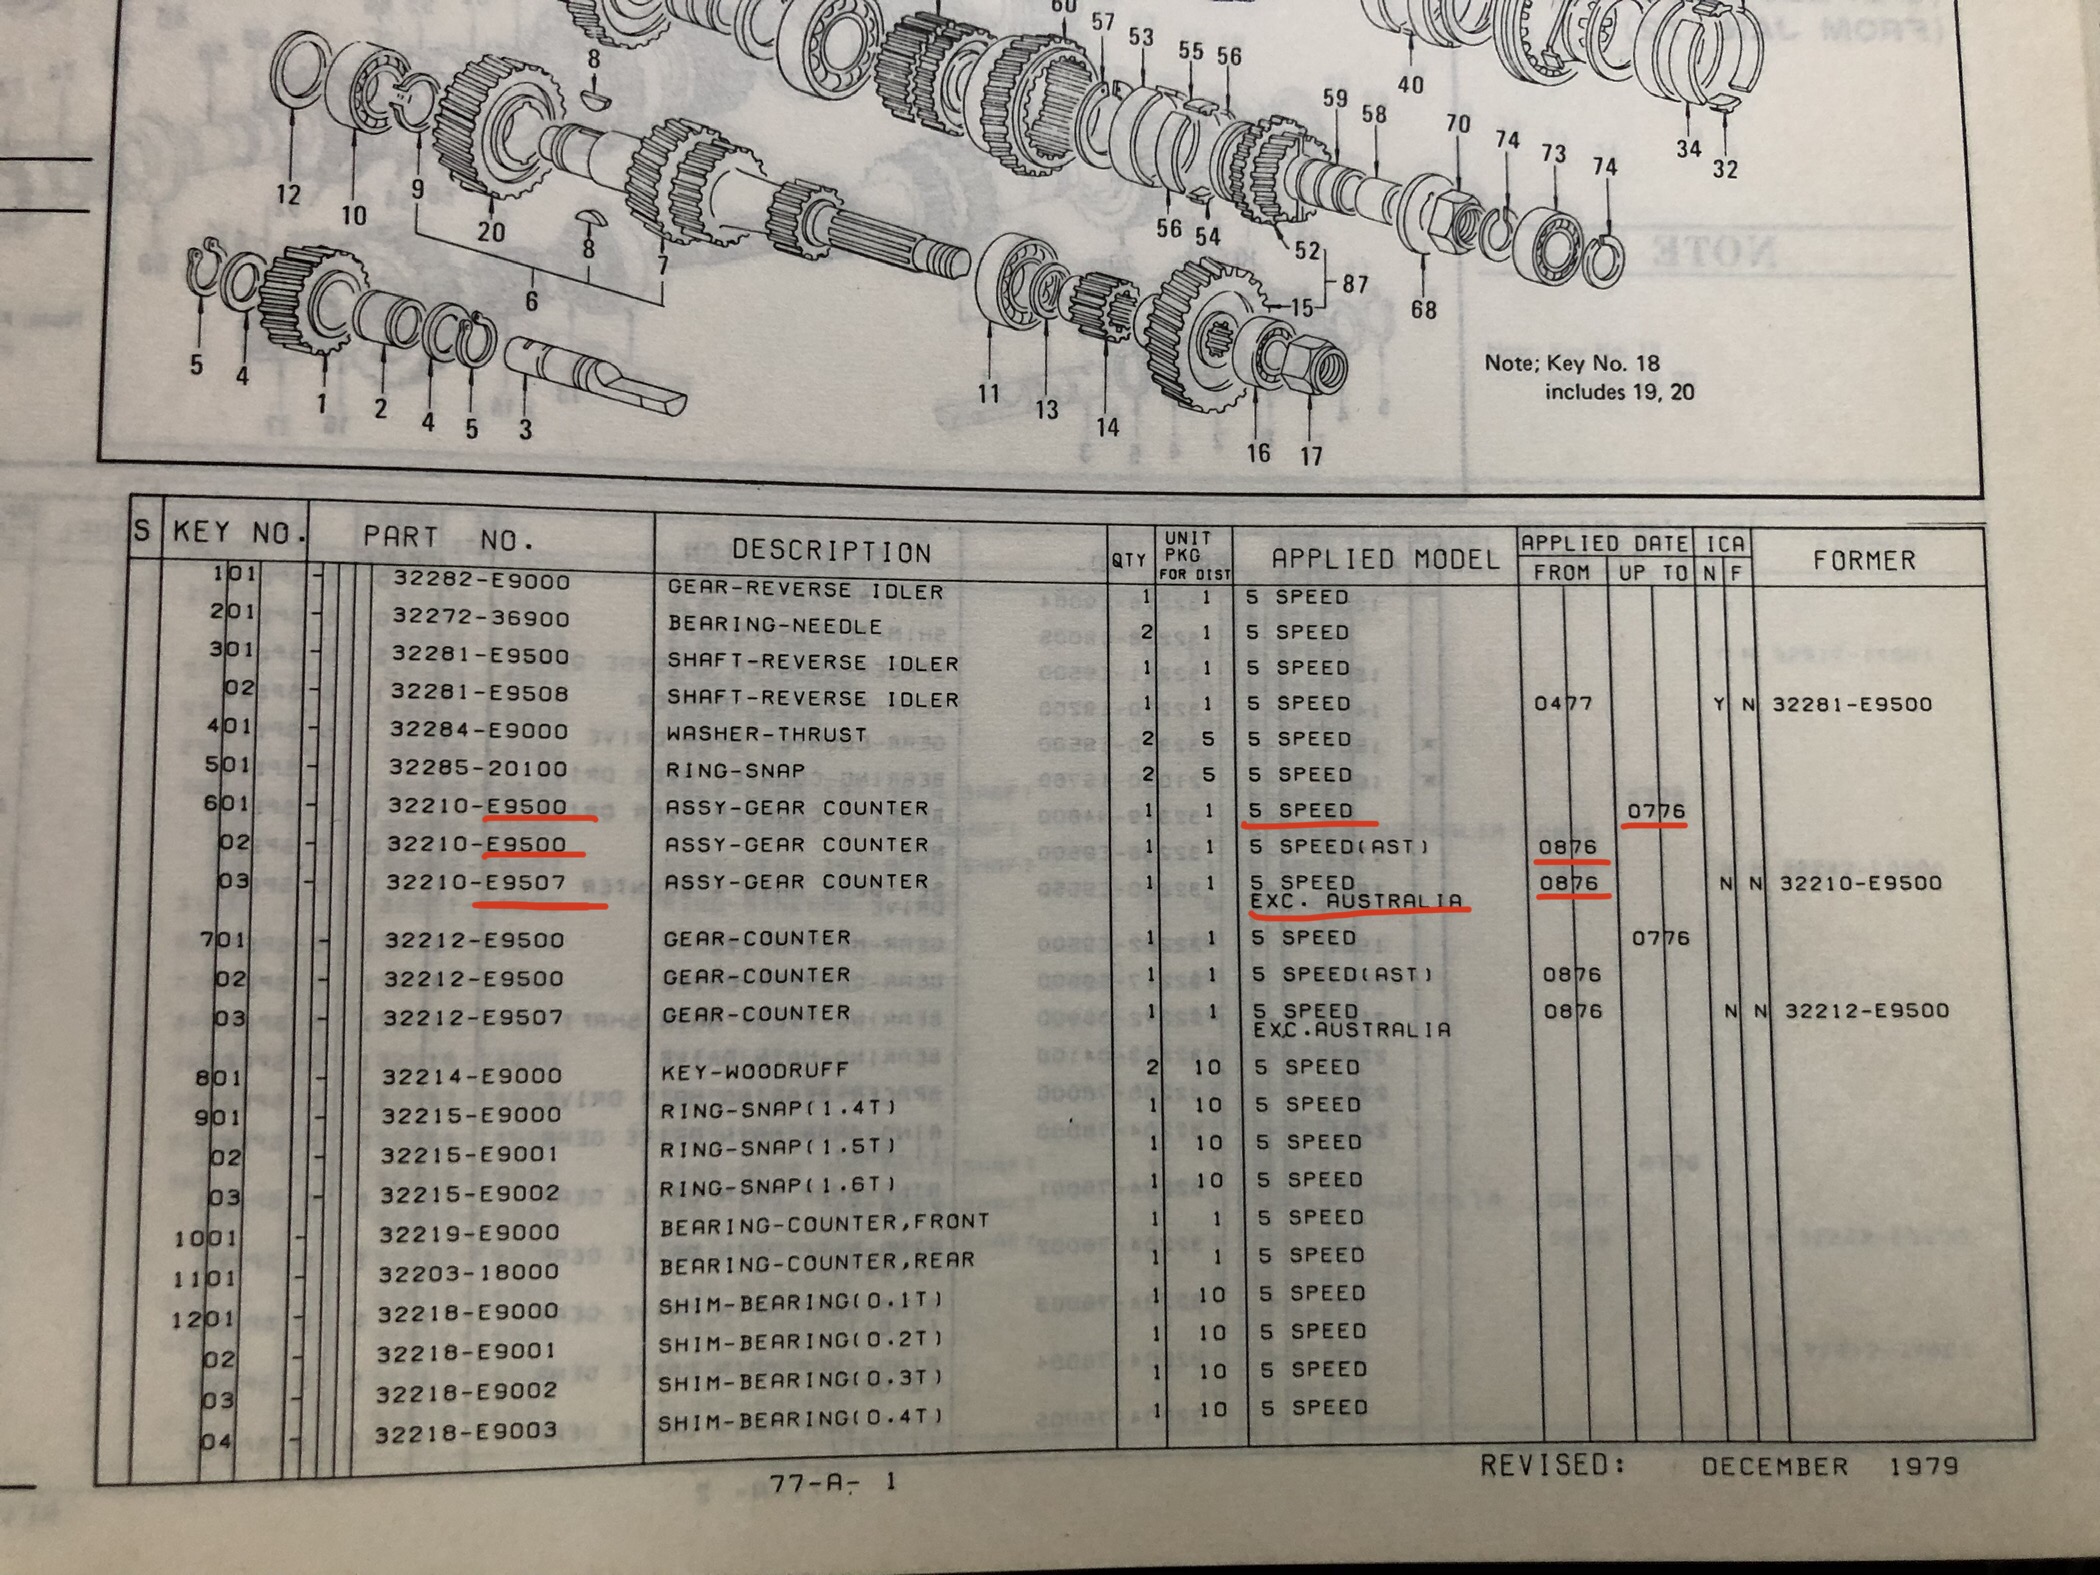 60
57
53
55
56
8
40
59
58
70
74
73
74
34
32
12
10
9
20
8
7
56
54
52
87
15
68
6
5
4
1
2
4
5
3
11
13
14
16
17
Note; Key No. 18
includes 19, 20
NOTE
S KEY NO. PART NO. DESCRIPTION QTY UNIT PKG FOR DIST APPLIED MODEL APPLIED DATE FROM UP TO ICA N F FORMER
101 - 32282-E9000 GEAR-REVERSE IDLER 1 1 5 SPEED
201 - 32272-36900 BEARING-NEEDLE 2 1 5 SPEED
301 - 32281-E9500 SHAFT-REVERSE IDLER 1 1 5 SPEED
02 - 32281-E9508 SHAFT-REVERSE IDLER 1 1 5 SPEED 0477 Y N 32281-E9500
401 - 32284-E9000 WASHER-THRUST 2 5 5 SPEED
501 - 32285-20100 RING-SNAP 2 5 5 SPEED
601 - 32210-E9500 ASSY-GEAR COUNTER 1 1 5 SPEED 0776
02 - 32210-E9500 ASSY-GEAR COUNTER 1 1 5 SPEED(AST) 0876
03 - 32210-E9507 ASSY-GEAR COUNTER 1 1 5 SPEED 0876 N N 32210-E9500
EXC. AUSTRALIA
701 - 32212-E9500 GEAR-COUNTER 1 1 5 SPEED 0776
02 - 32212-E9500 GEAR-COUNTER 1 1 5 SPEED(AST) 0876
03 - 32212-E9507 GEAR-COUNTER 1 1 5 SPEED 0876 N N 32212-E9500
EXC.AUSTRALIA
801 - 32214-E9000 KEY-WOODRUFF 2 10 5 SPEED
901 - 32215-E9000 RING-SNAP(1.4T) 1 10 5 SPEED
02 - 32215-E9001 RING-SNAP(1.5T) 1 10 5 SPEED
03 - 32215-E9002 RING-SNAP(1.6T) 1 10 5 SPEED
1001 - 32219-E9000 BEARING-COUNTER,FRONT 1 1 5 SPEED
1101 - 32203-18000 BEARING-COUNTER,REAR 1 1 5 SPEED
1201 - 32218-E9000 SHIM-BEARING(0.1T) 1 10 5 SPEED
02 - 32218-E9001 SHIM-BEARING(0.2T) 1 10 5 SPEED
03 - 32218-E9002 SHIM-BEARING(0.3T) 1 10 5 SPEED
04 - 32218-E9003 SHIM-BEARING(0.4T) 1 10 5 SPEED
77-A- 1
REVISED: DECEMBER 1979